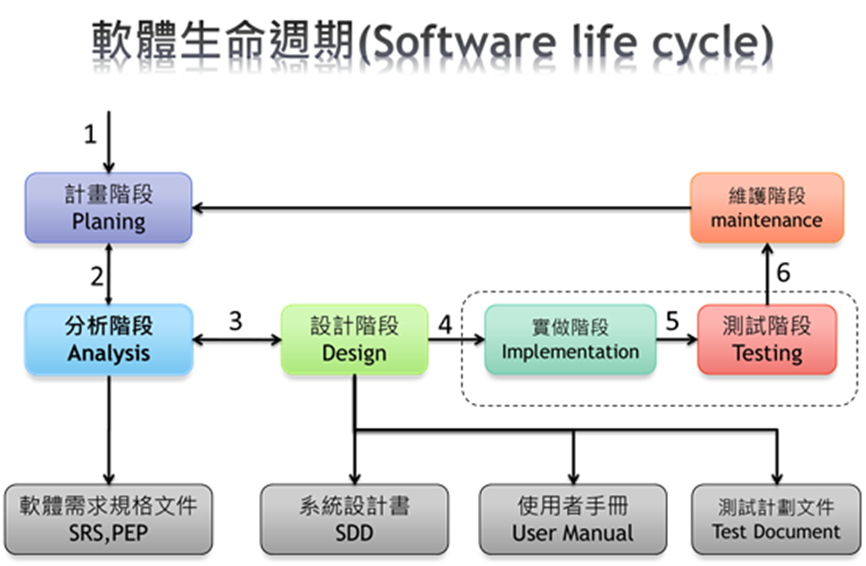 軟體生命週期(Software life cycle)
1
計畫階段
Planing
維護階段
maintenance
2
6
分析階段
Analysis
3
設計階段
Design
4
實做階段
Implementation
5
測試階段
Testing
軟體需求規格文件
SRS,PEP
系統設計書
SDD
使用者手冊
User Manual
測試計劃文件
Test Document